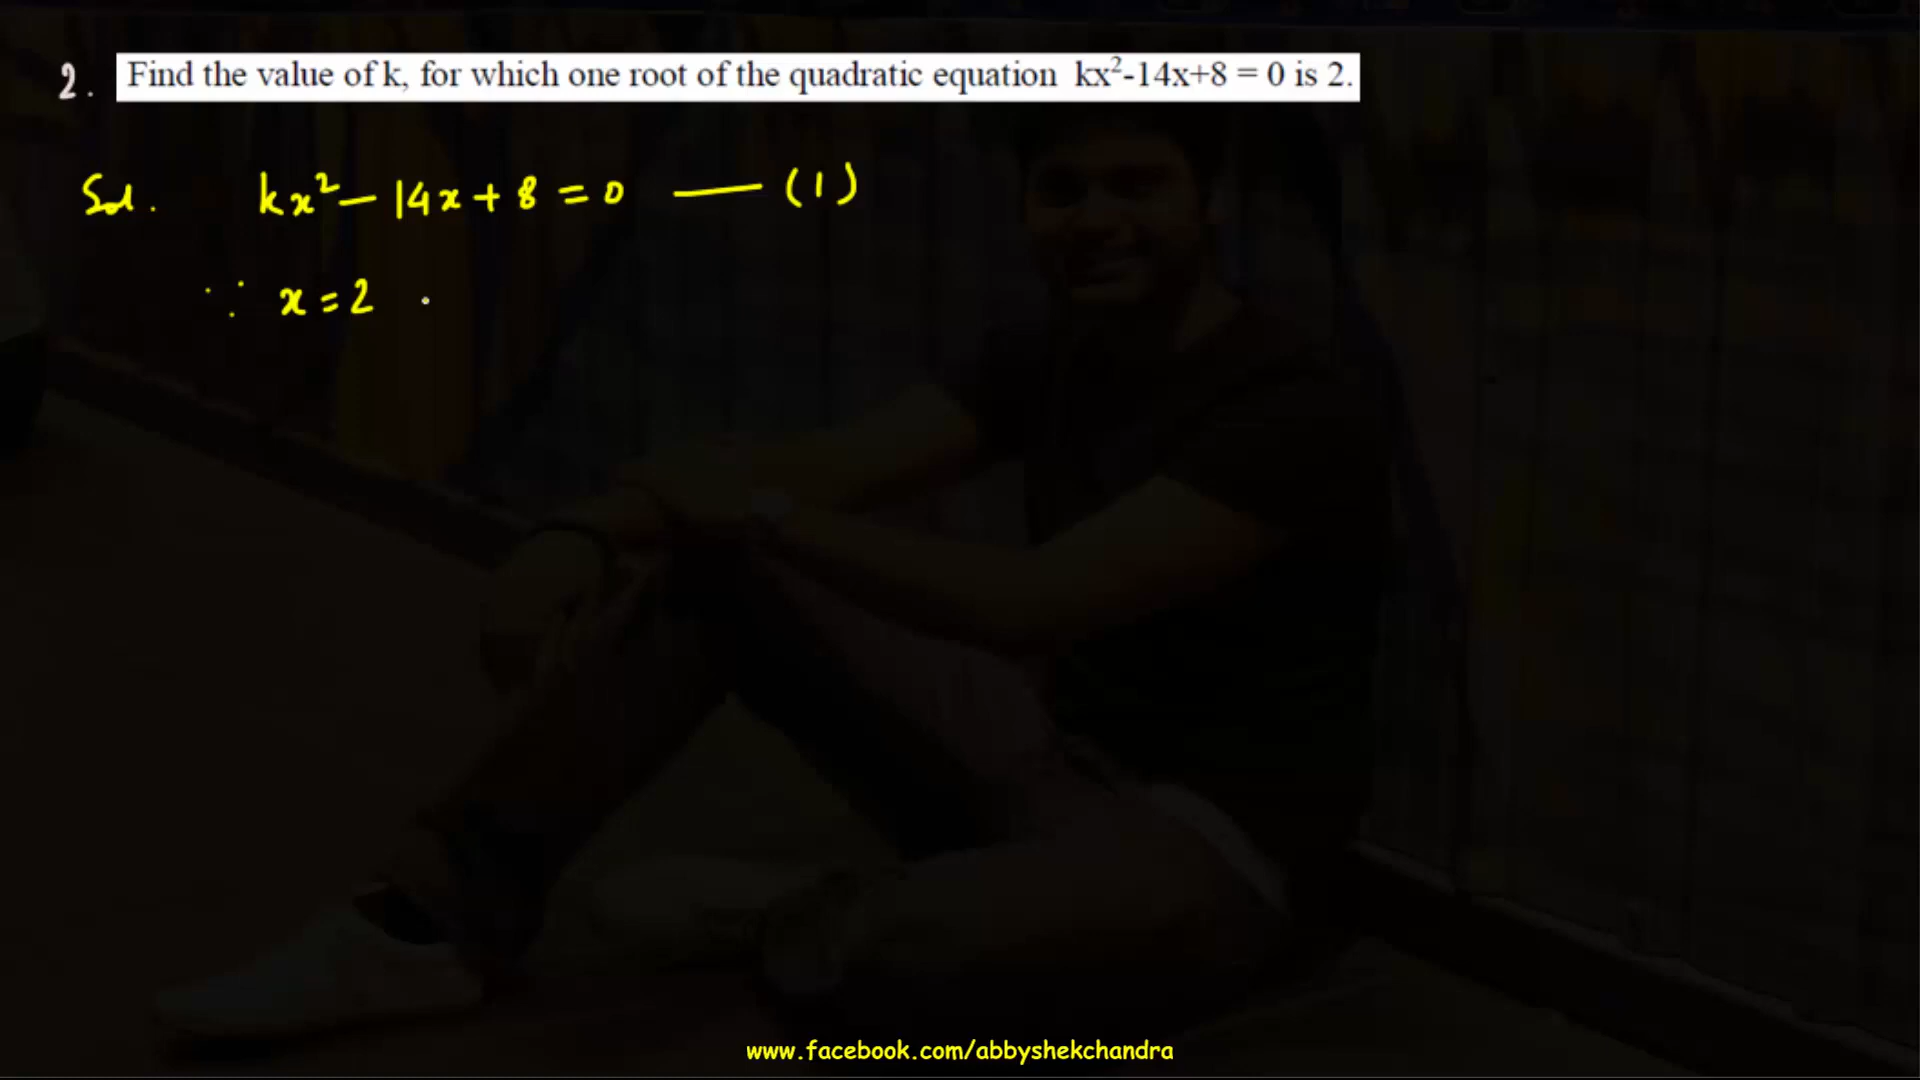 2. Find the value of k, for which one root of the quadratic equation kx²-14x+8 = 0 is 2.
Sol. kx² – 14x + 8 = 0 —— (1)
∵ x = 2
www.facebook.com/abbyshekchandra